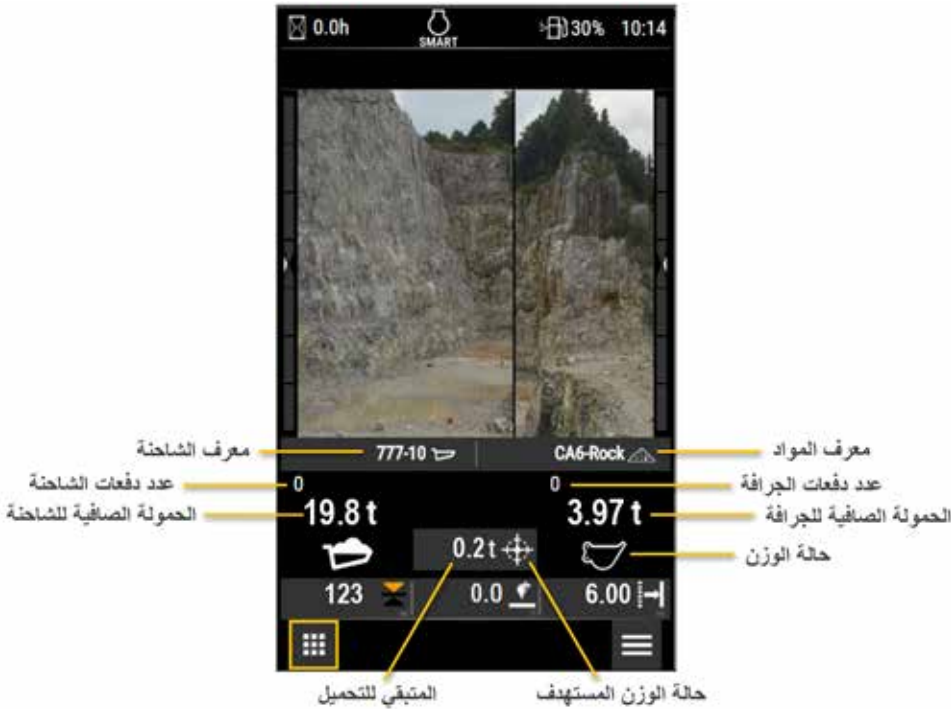 0.0h SMART 30% 10:14
معرف الشاحنة 777-10 CA6-Rock معرف المواد
عدد دفعات الشاحنة 0 0 عدد دفعات الجرافة
الحمولة الصافية للشاحنة 19.8 t 3.97 t الحمولة الصافية للجرافة
0.2 t حالة الوزن
123 0.0 6.00
المتبقي للتحميل حالة الوزن المستهدف